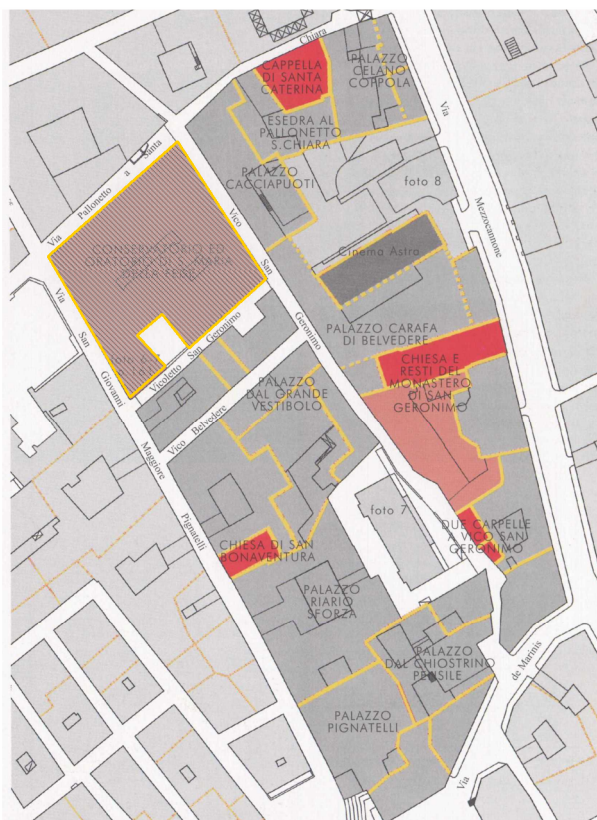 Chiara
CAPPELLA
DI SANTA
CATERINA
PALAZZO
CELANO
COPPOLA
Via
Mezzocannone
ESEDRA AL
PALLONETTO
S.CHIARA
PALAZZO
CACCIAPUOTI
foto 8
Via Pallonetto a Santa
Vico San Geronimo
CONSERVATORIO ED
Cinema Astra
PALAZZO CARAFA
DI BELVEDERE
CHIESA E
RESTI DEL
MONASTERO
DI SAN
GERONIMO
Via San Giovanni Maggiore Pignatelli
Vicoletto San Geronimo
Vico Belvedere
PALAZZO
DAL GRANDE
VESTIBOLO
foto 7
DUE CAPPELLE
A VICO SAN
GERONIMO
CHIESA DI SAN
BONAVENTURA
PALAZZO
RIARIO
SFORZA
PALAZZO
DAL CHIOSTRINO
PENSILE
PALAZZO
PIGNATELLI
Via de Marinis